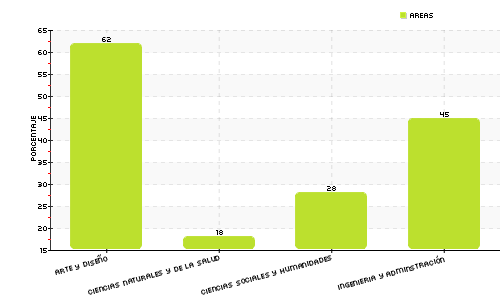 AREAS
65
60
55
50
45
40
35
30
25
20
15
PORCENTAJE
62
18
28
45
ARTE Y DISEÑO
CIENCIAS NATURALES Y DE LA SALUD
CIENCIAS SOCIALES Y HUMANIDADES
INGENIERIA Y ADMINSTRACIÓN